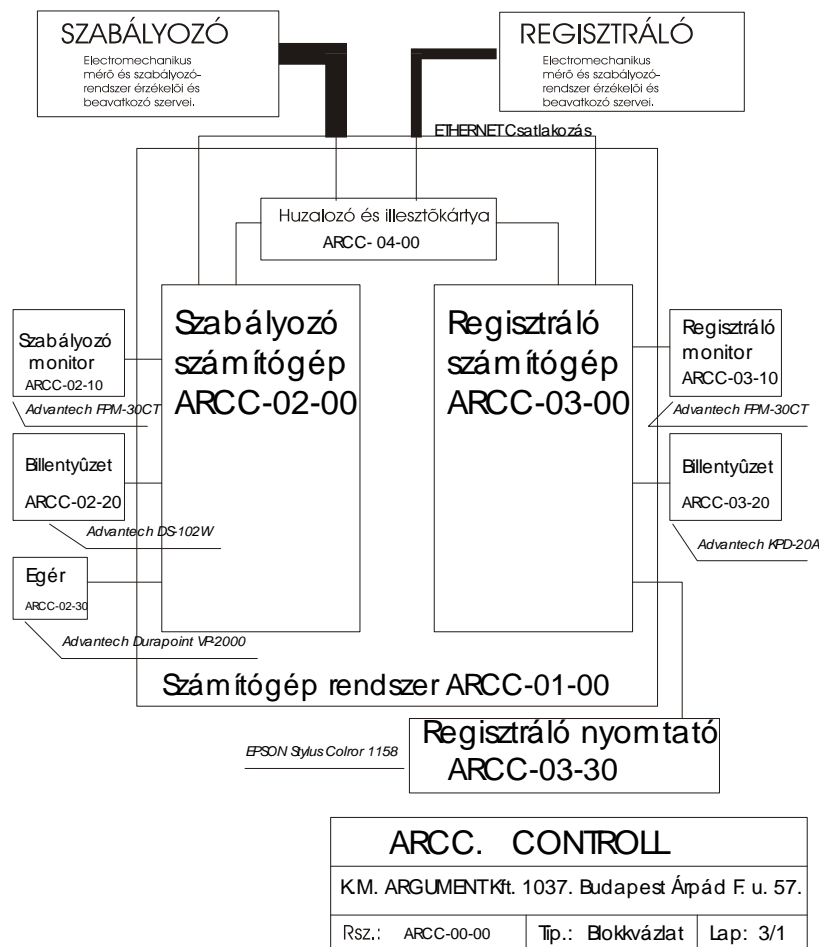 SZABÁLYOZÓ
Electromechanikus
mérő és szabályozó-
rendszer érzékelői és
beavatkozó szervei.
REGISZTRÁLÓ
Electromechanikus
mérő és szabályozó-
rendszer érzékelői és
beavatkozó szervei.
ETHERNET Csatlakozás
Huzalozó és illesztőkártya
ARCC- 04-00
Szabályozó
számítógép
ARCC-02-00
Regisztráló
számítógép
ARCC-03-00
Szabályozó
monitor
ARCC-02-10
Advantech FPM-30CT
Billentyûzet
ARCC-02-20
Advantech DS-102W
Egér
ARCC-02-30
Advantech Durapoint VP-2000
Regisztráló
monitor
ARCC-03-10
Advantech FPM-30CT
Billentyûzet
ARCC-03-20
Advantech KPD-20A
Számítógép rendszer ARCC-01-00
EPSON Stylus Colror 1158
Regisztráló nyomtató
ARCC-03-30
ARCC. CONTROLL
K.M. ARGUMENT Kft. 1037. Budapest Árpád F. u. 57.
Rsz.: ARCC-00-00
Tip.: Blokkvázlat
Lap: 3/1